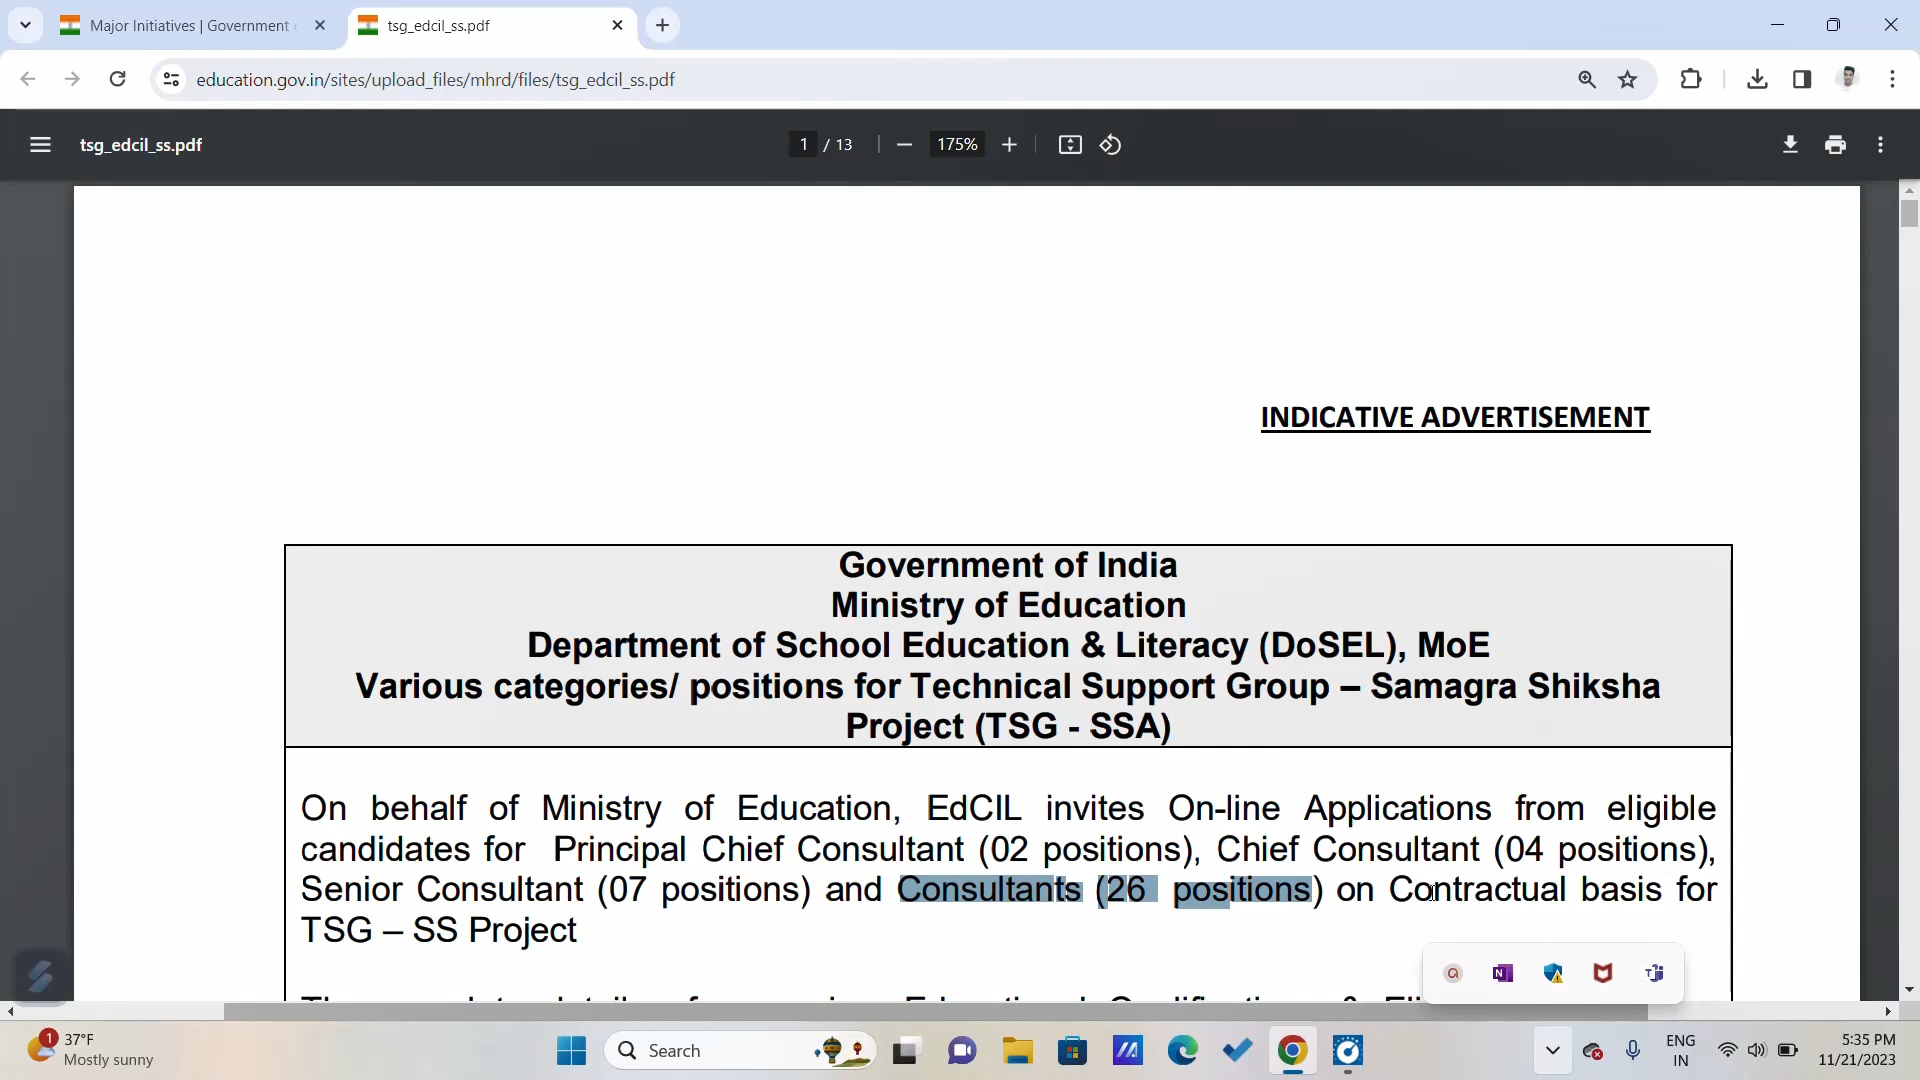 Major Initiatives | Government
tsg_edcil_ss.pdf
education.gov.in/sites/upload_files/mhrd/files/tsg_edcil_ss.pdf
tsg_edcil_ss.pdf
1 / 13
175%
INDICATIVE ADVERTISEMENT
Government of India
Ministry of Education
Department of School Education & Literacy (DoSEL), MoE
Various categories/ positions for Technical Support Group – Samagra Shiksha
Project (TSG - SSA)
On behalf of Ministry of Education, EdCIL invites On-line Applications from eligible
candidates for Principal Chief Consultant (02 positions), Chief Consultant (04 positions),
Senior Consultant (07 positions) and Consultants (26 positions) on Contractual basis for
TSG – SS Project
1
37°F
Mostly sunny
Search
ENG
IN
5:35 PM
11/21/2023